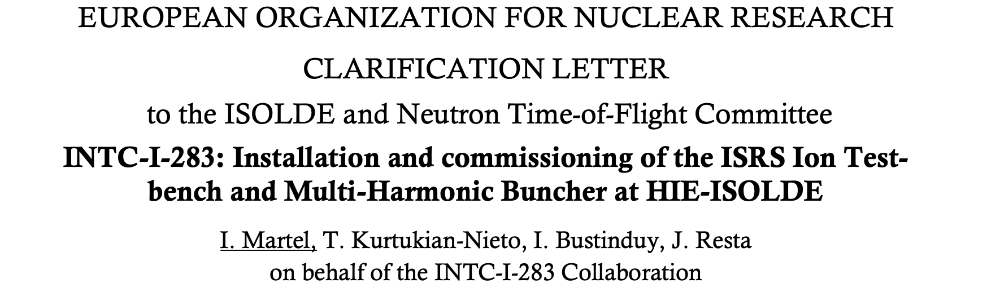 EUROPEAN ORGANIZATION FOR NUCLEAR RESEARCH
CLARIFICATION LETTER
to the ISOLDE and Neutron Time-of-Flight Committee
INTC-I-283: Installation and commissioning of the ISRS Ion Test-
bench and Multi-Harmonic Buncher at HIE-ISOLDE
I. Martel, T. Kurtukian-Nieto, I. Bustinduy, J. Resta
on behalf of the INTC-I-283 Collaboration